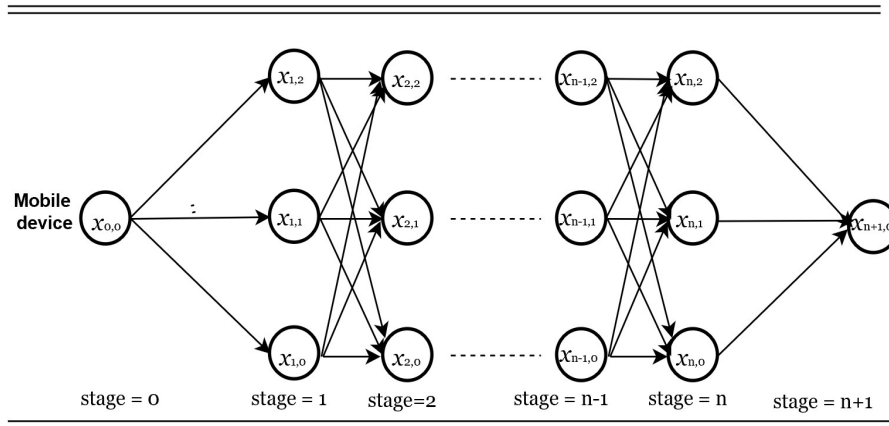 x1,2 x2,2 xn-1,2 xn,2
Mobile
device
x0,0 x1,1 x2,1 xn-1,1 xn,1 xn+1,0
x1,0 x2,0 xn-1,0 xn,0
stage = 0 stage = 1 stage=2 stage = n-1 stage = n stage = n+1